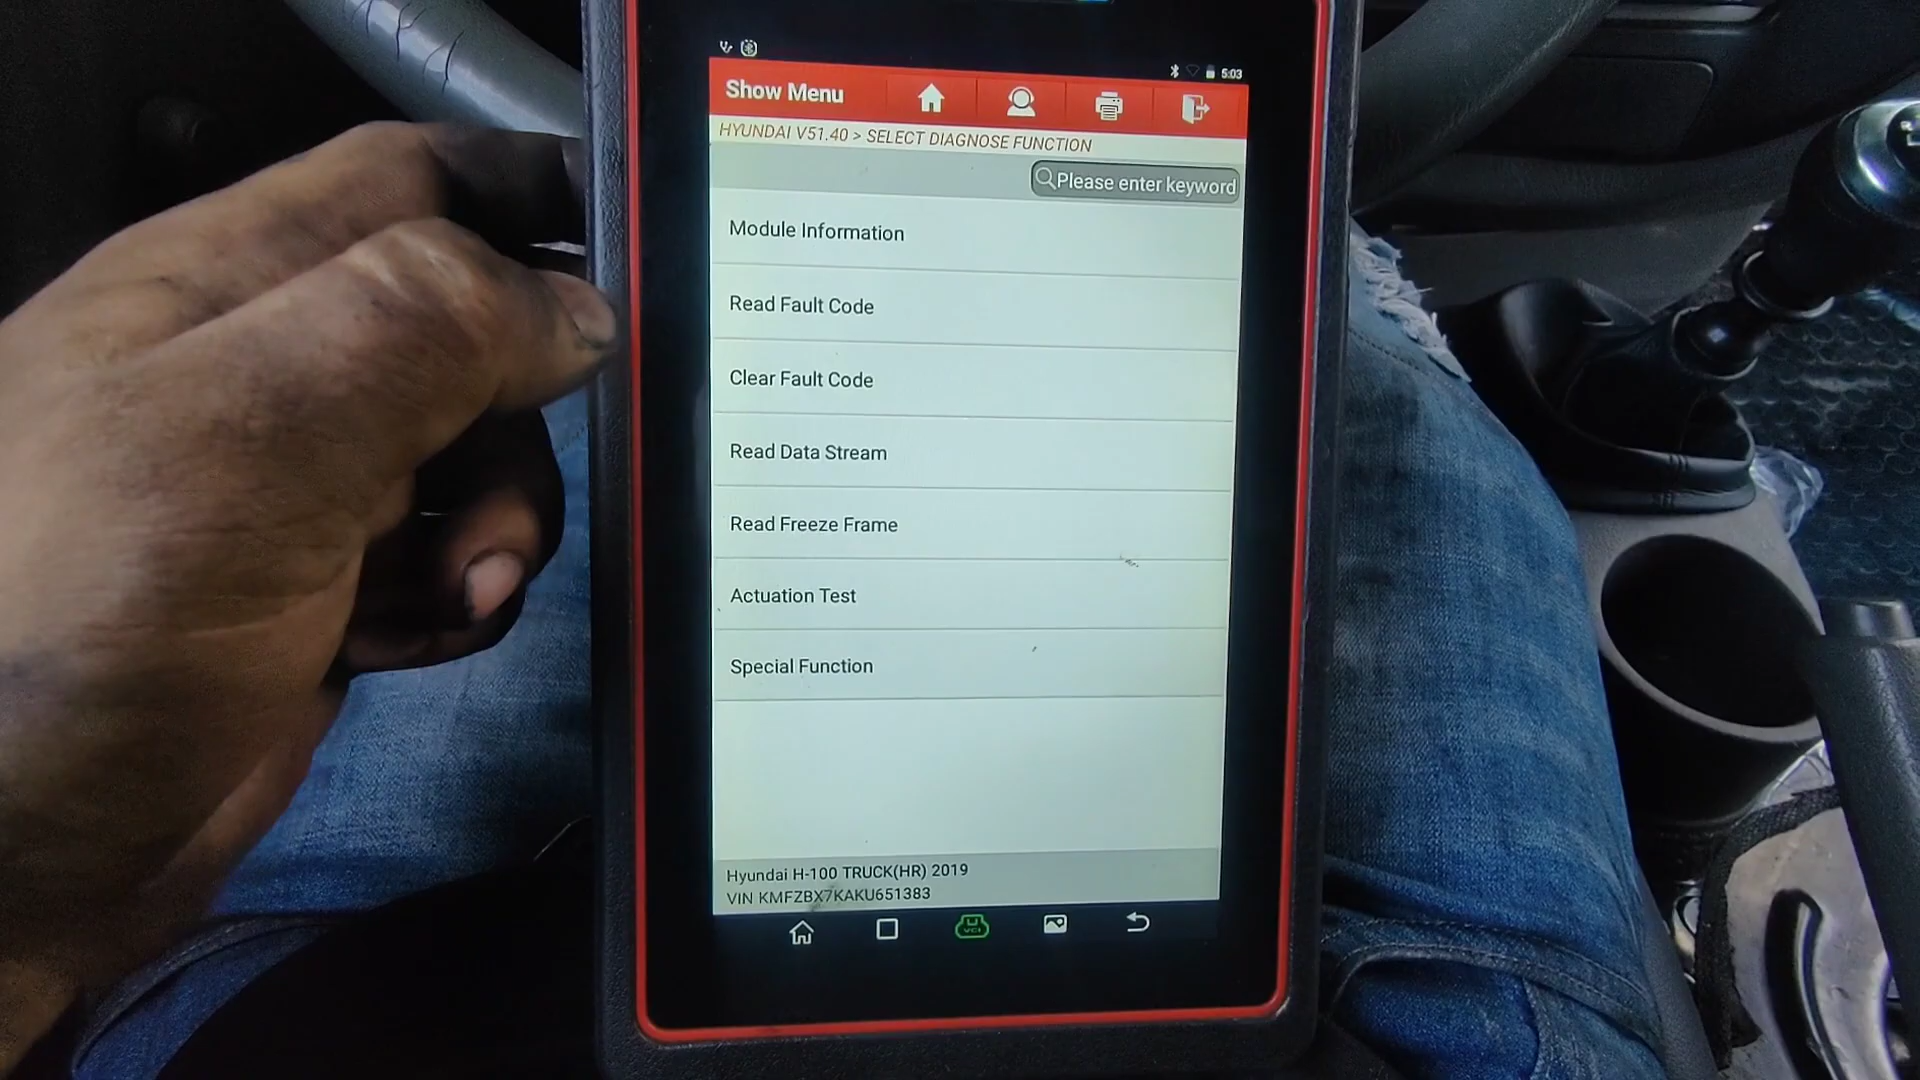 5:03
Show Menu
HYUNDAI V51.40 > SELECT DIAGNOSE FUNCTION
Please enter keyword
Module Information
Read Fault Code
Clear Fault Code
Read Data Stream
Read Freeze Frame
Actuation Test
Special Function
Hyundai H-100 TRUCK(HR) 2019
VIN KMFZBX7KAKU651383
VCI